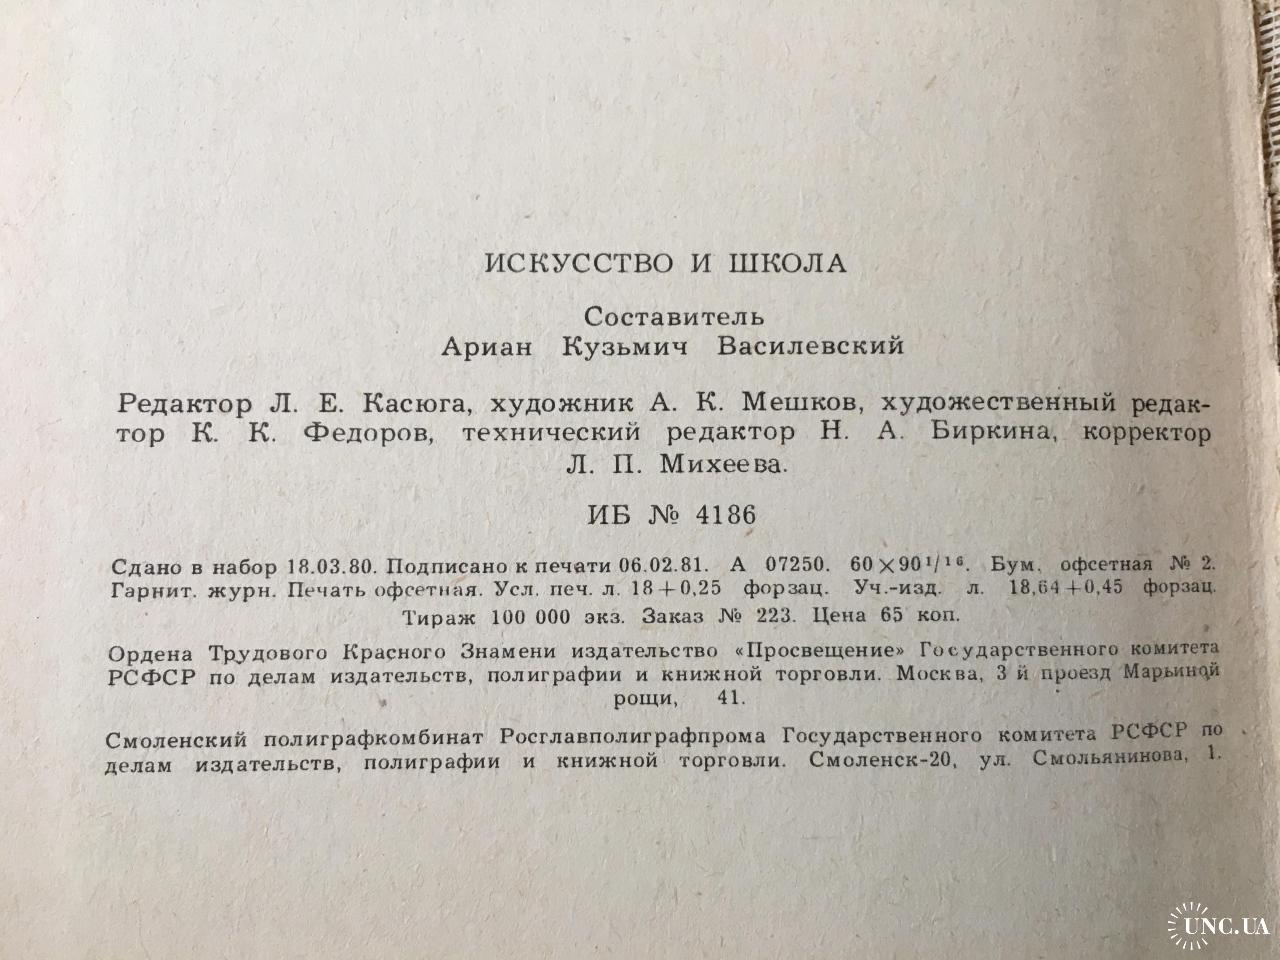 ИСКУССТВО И ШКОЛА
Составитель
Ариан Кузьмич Василевский
Редактор Л. Е. Касюга, художник А. К. Мешков, художественный редак-
тор К. К. Федоров, технический редактор Н. А. Биркина, корректор
Л. П. Михеева.
ИБ № 4186
Сдано в набор 18.03.80. Подписано к печати 06.02.81. А 07250. 60×90¹/¹⁶. Бум. офсетная № 2.
Гарнит. журн. Печать офсетная. Усл. печ. л. 18+0,25 форзац. Уч.-изд. л. 18,64+0,45 форзац.
Тираж 100 000 экз. Заказ № 223. Цена 65 коп.
Ордена Трудового Красного Знамени издательство «Просвещение» Государственного комитета
РСФСР по делам издательств, полиграфии и книжной торговли. Москва, 3 й проезд Марьиной
рощи, 41.
Смоленский полиграфкомбинат Росглавполиграфпрома Государственного комитета РСФСР по
делам издательств, полиграфии и книжной торговли. Смоленск-20, ул. Смольянинова, 1.
UNC.UA